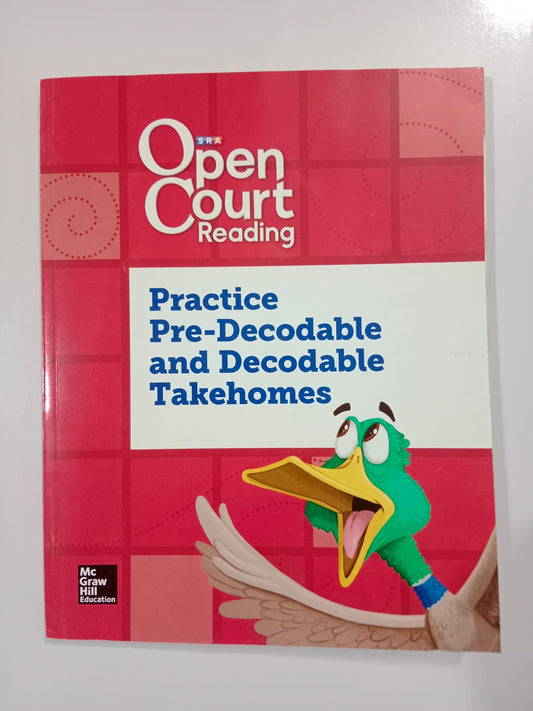 SRA
Open
Court
Reading
Practice
Pre-Decodable
and Decodable
Takehomes
Mc
Graw
Hill
Education